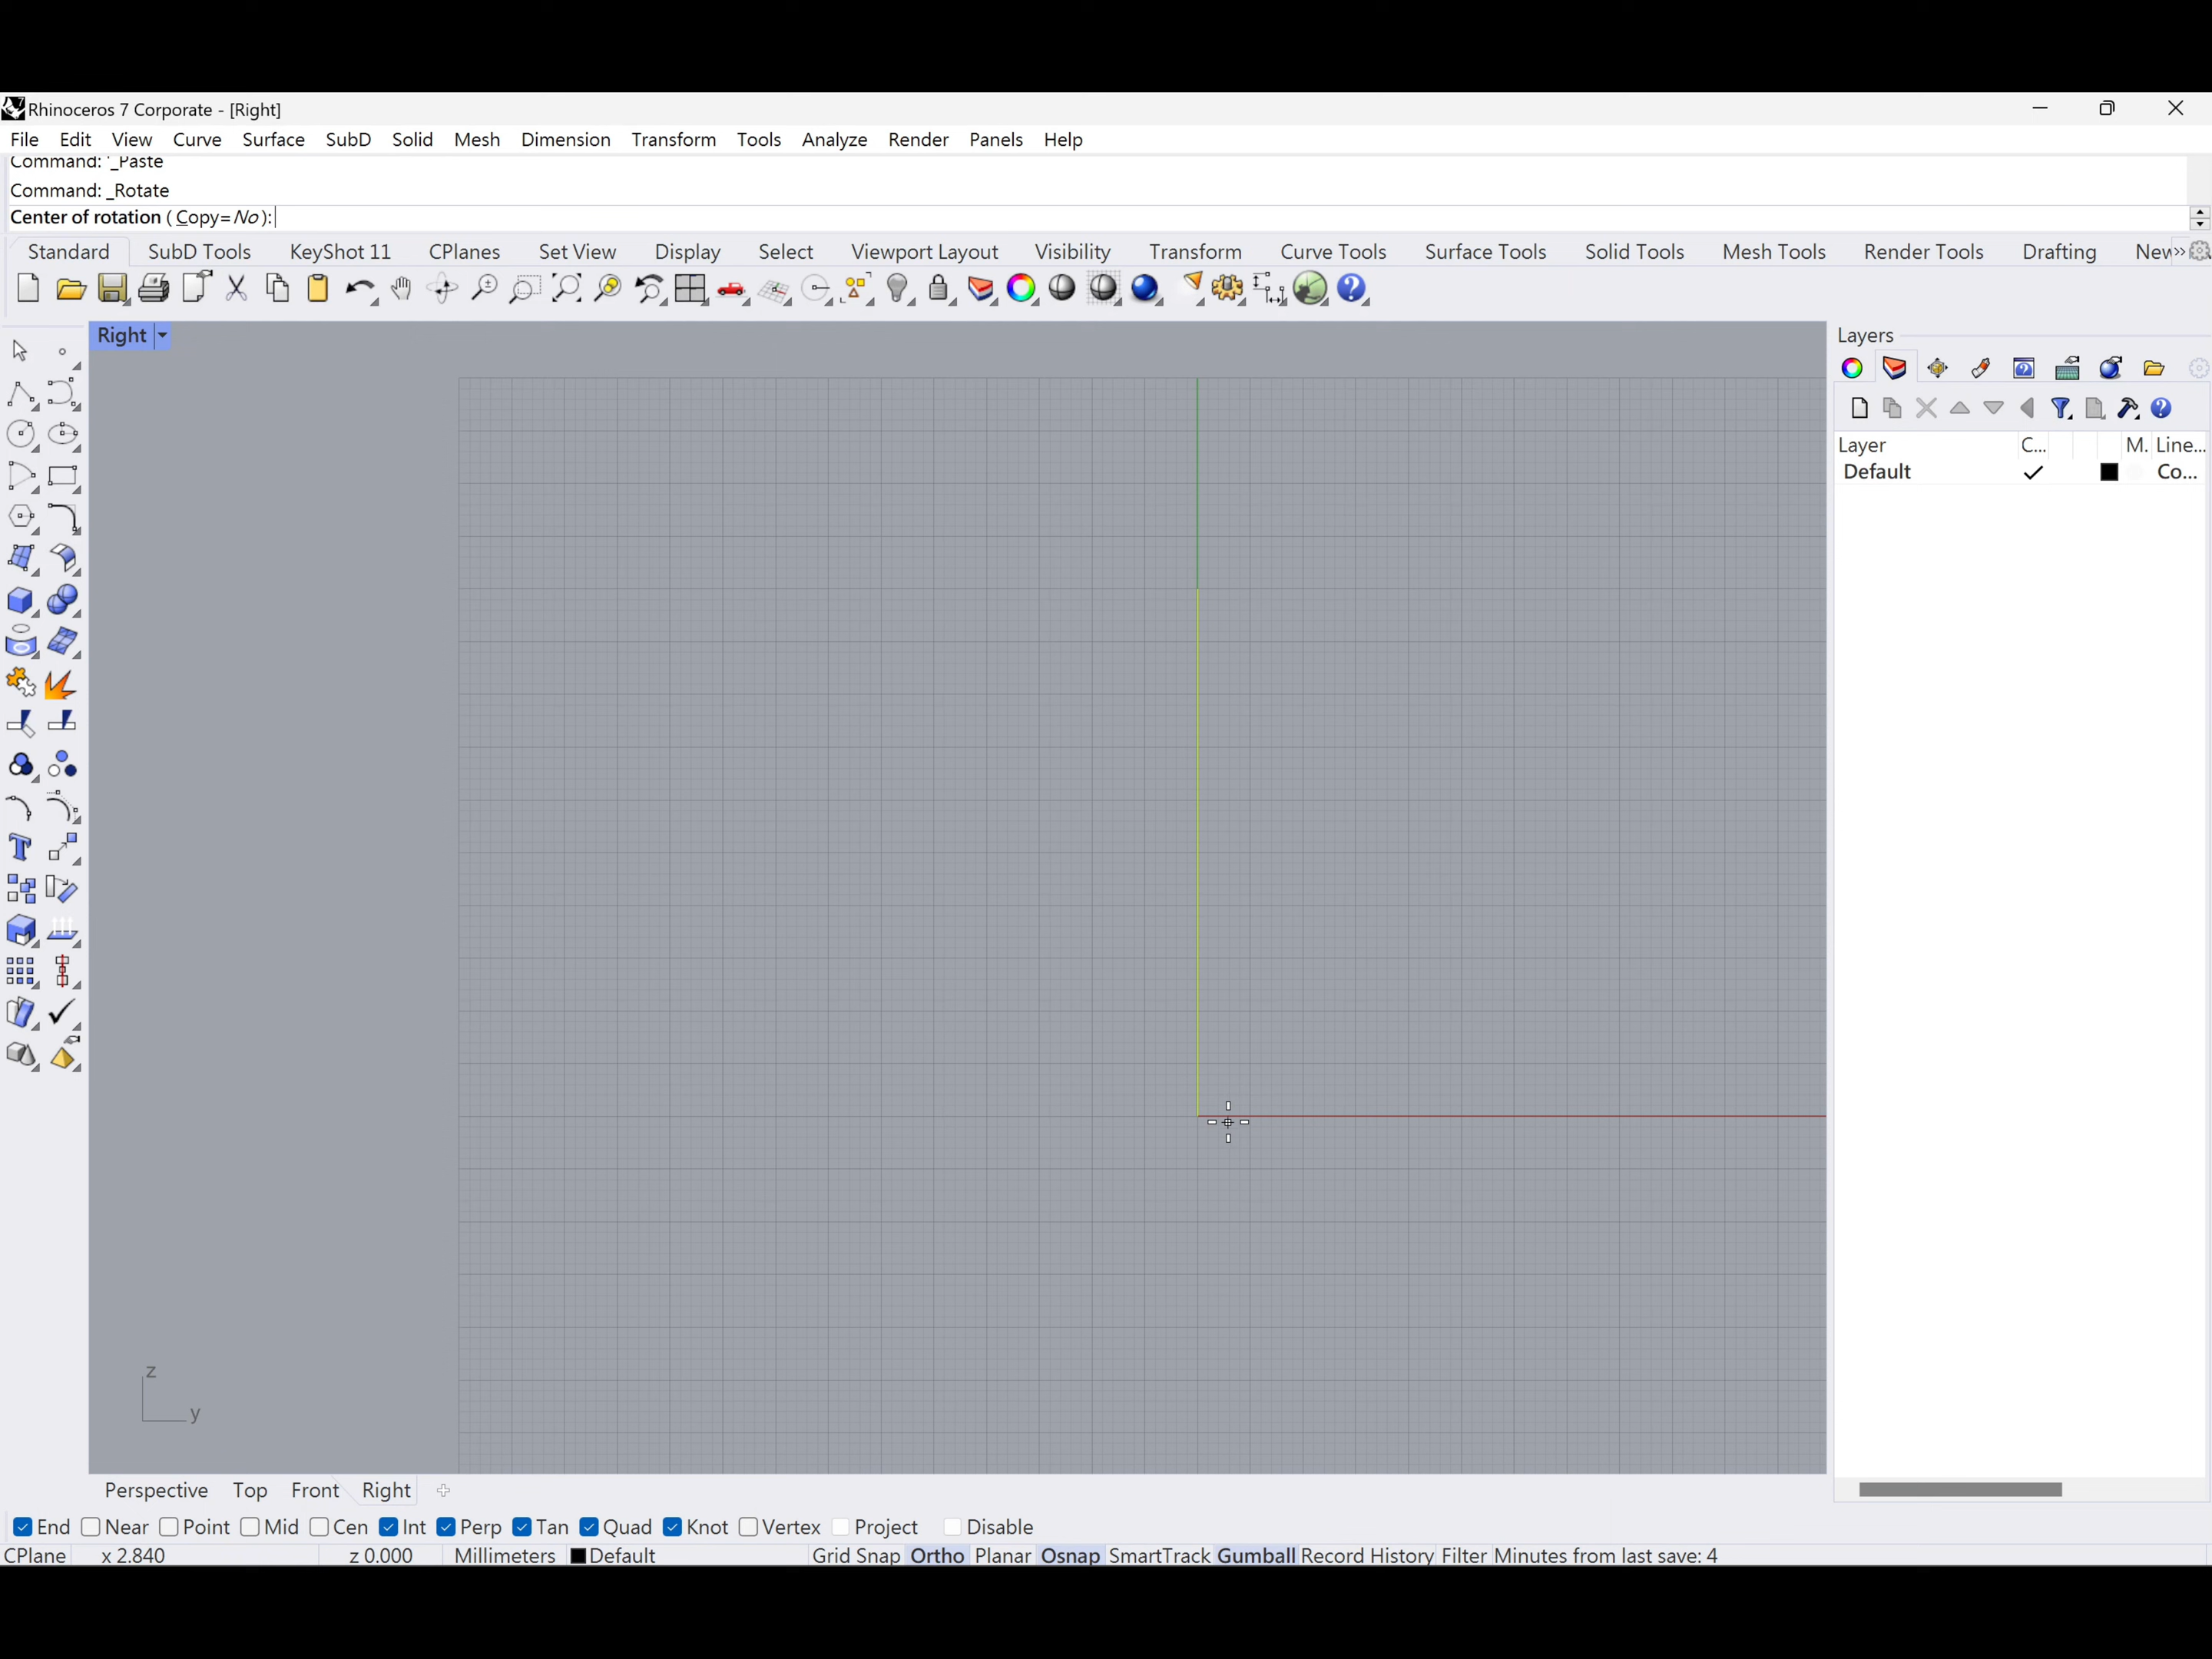 Rhinoceros 7 Corporate - [Right]
File Edit View Curve Surface SubD Solid Mesh Dimension Transform Tools Analyze Render Panels Help
Command: '_Paste
Command: _Rotate
Center of rotation ( Copy= No ):
Standard SubD Tools KeyShot 11 CPlanes Set View Display Select Viewport Layout Visibility Transform Curve Tools Surface Tools Solid Tools Mesh Tools Render Tools Drafting New »
Right
Layers
Layer C... M. Line...
Default Co...
z
y
Perspective Top Front Right
End Near Point Mid Cen Int Perp Tan Quad Knot Vertex Project Disable
CPlane x 2.840 z 0.000 Millimeters Default Grid Snap Ortho Planar Osnap SmartTrack Gumball Record History Filter Minutes from last save: 4